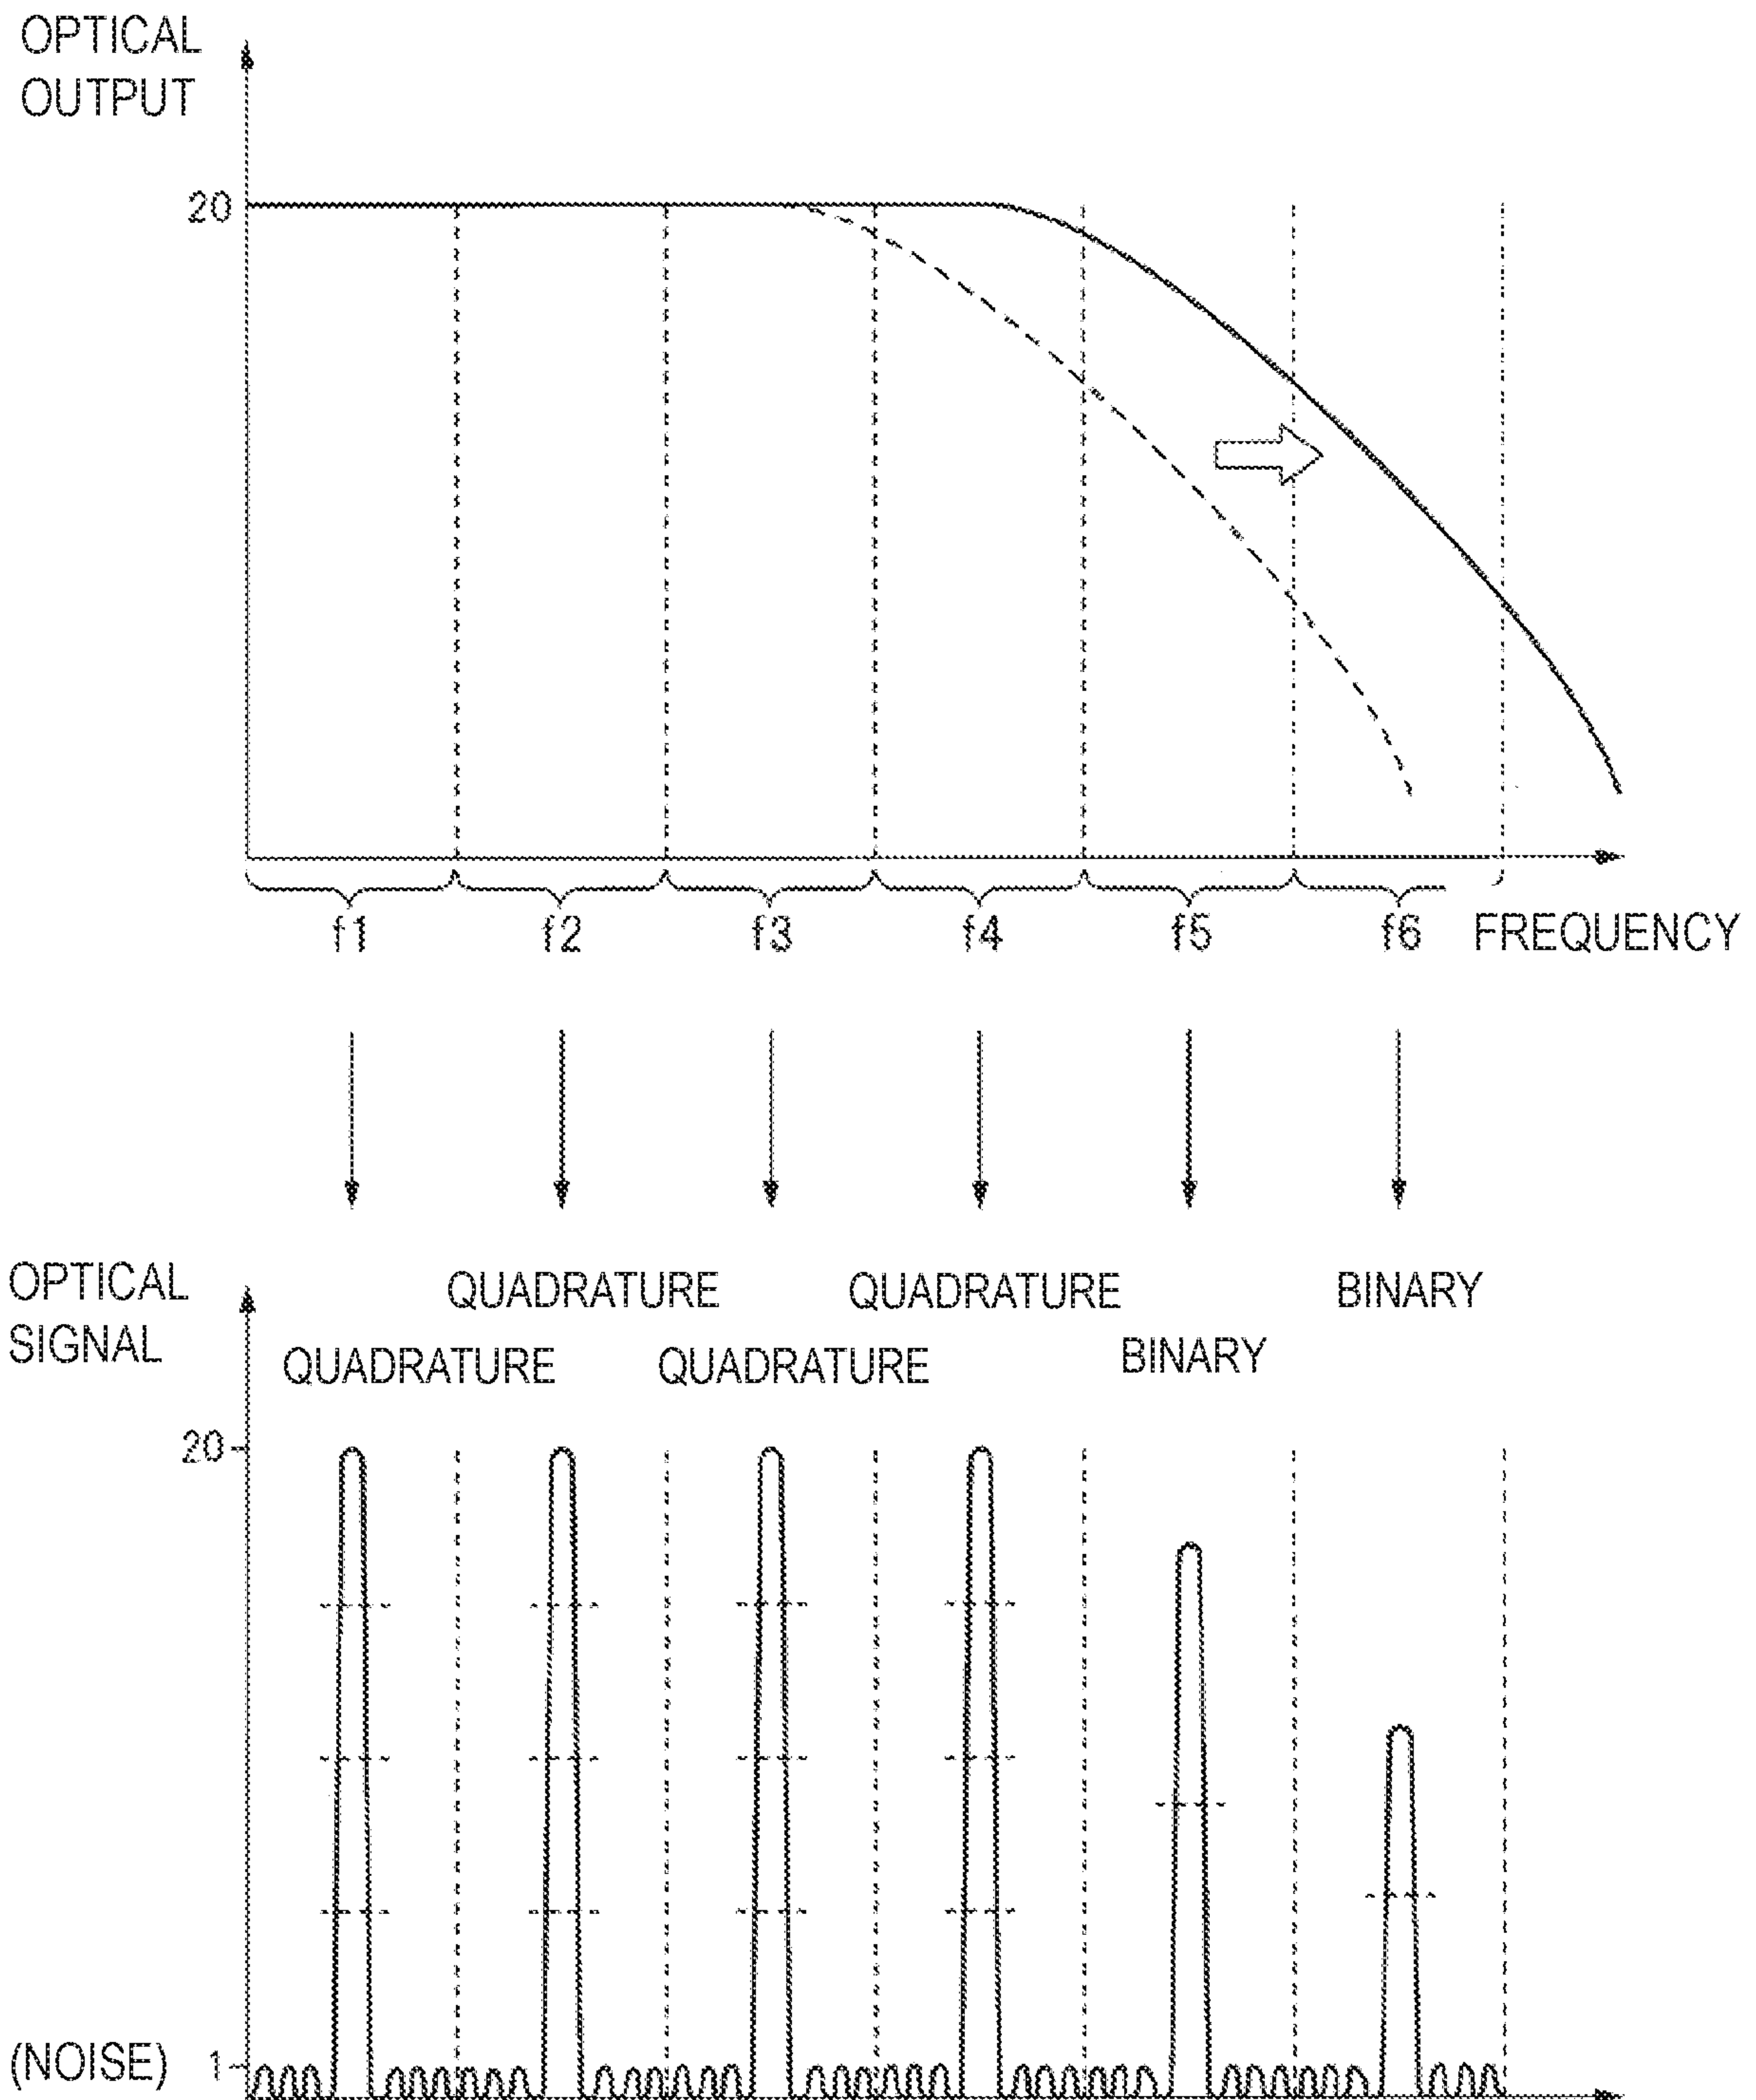 OPTICAL
OUTPUT
20
f1 f2 f3 f4 f5 f6 FREQUENCY
OPTICAL
SIGNAL
QUADRATURE QUADRATURE BINARY
QUADRATURE QUADRATURE BINARY
20
(NOISE) 1